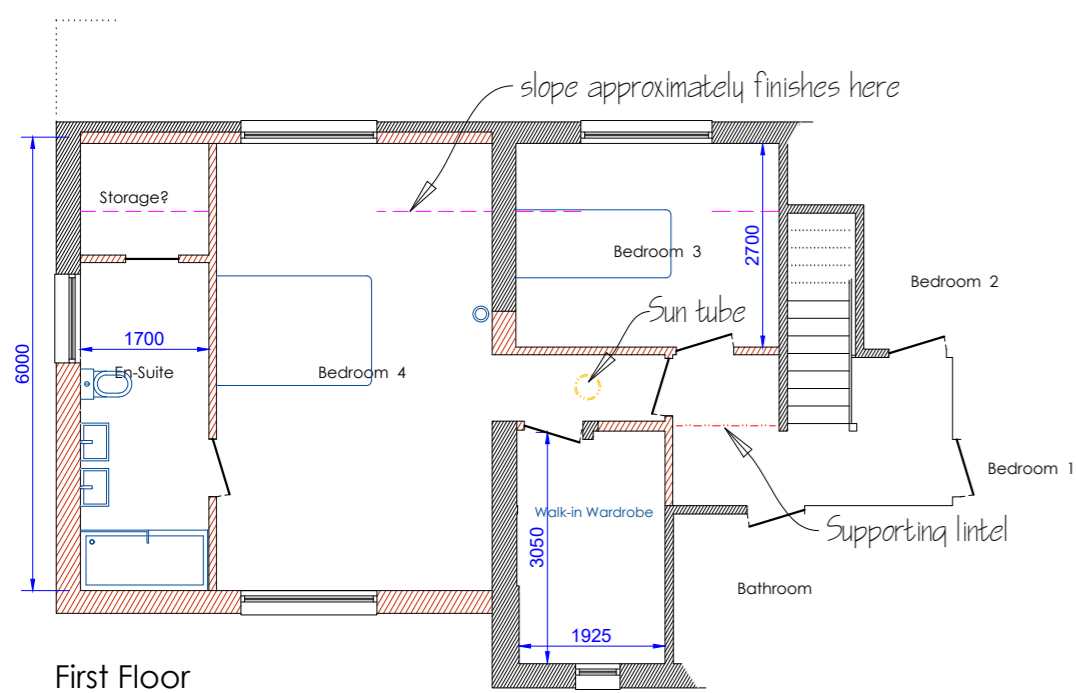 slope approximately finishes here
Storage?
Bedroom 3
2700
Bedroom 2
Sun tube
1700
6000
En-Suite
Bedroom 4
Bedroom 1
Walk-in Wardrobe
Supporting lintel
3050
Bathroom
1925
First Floor